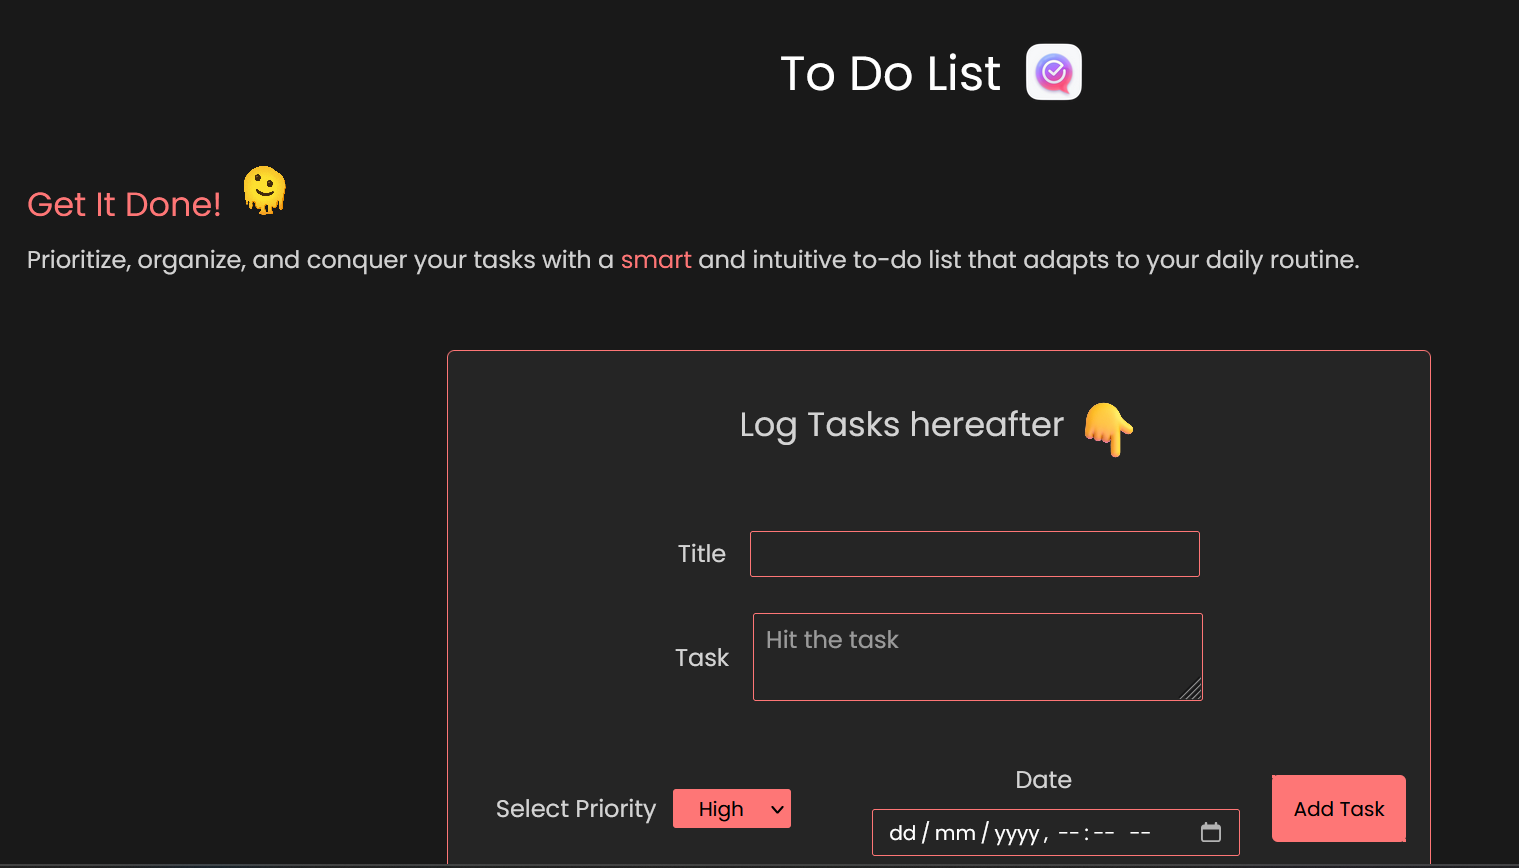 To Do List
Get It Done!
Prioritize, organize, and conquer your tasks with a smart and intuitive to-do list that adapts to your daily routine.
Log Tasks hereafter
Title
Task
Hit the task
Date
Select Priority
High
dd/mm/yyyy, --:-- --
Add Task